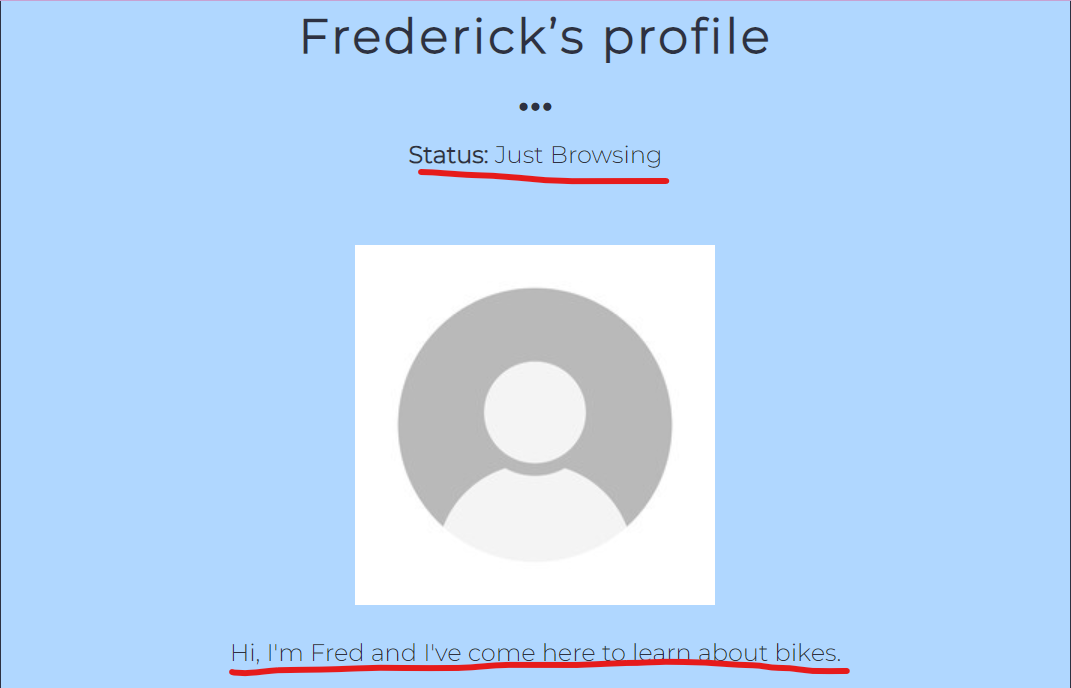 Frederick’s profile
•••
Status: Just Browsing
Hi, I'm Fred and I've come here to learn about bikes.